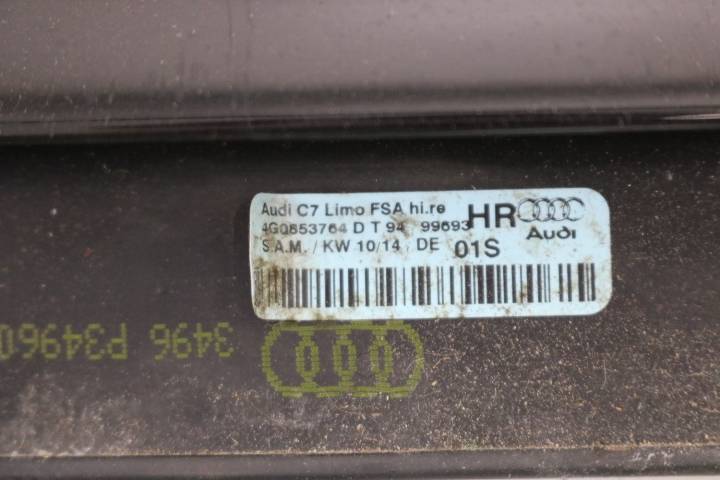 Audi C7 Limo FSA hi.re
4G0853764 D T 94 99693
S.A.M. / KW 10/14 DE
HR
01S
Audi
3496 P34960